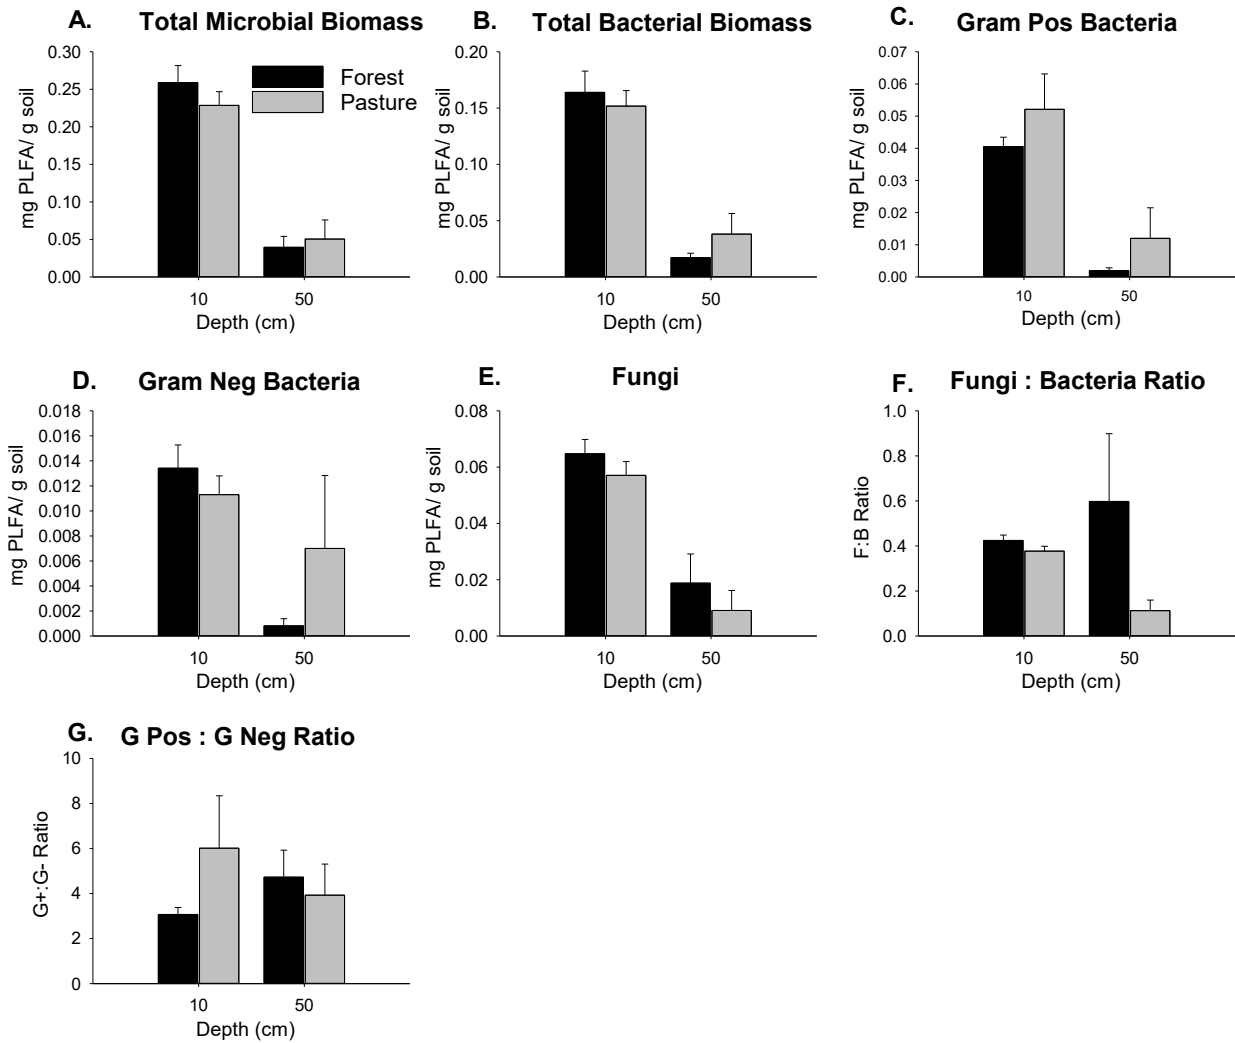 A. Total Microbial Biomass
0.30
0.25
0.20
0.15
0.10
0.05
0.00
mg PLFA/ g soil
Forest
Pasture
10 50
Depth (cm)
B. Total Bacterial Biomass
0.20
0.15
0.10
0.05
0.00
mg PLFA/ g soil
10 50
Depth (cm)
C. Gram Pos Bacteria
0.07
0.06
0.05
0.04
0.03
0.02
0.01
0.00
mg PLFA/ g soil
10 50
Depth (cm)
D. Gram Neg Bacteria
0.018
0.016
0.014
0.012
0.010
0.008
0.006
0.004
0.002
0.000
mg PLFA/ g soil
10 50
Depth (cm)
E. Fungi
0.08
0.06
0.04
0.02
0.00
mg PLFA/ g soil
10 50
Depth (cm)
F. Fungi : Bacteria Ratio
1.0
0.8
0.6
0.4
0.2
0.0
F:B Ratio
10 50
Depth (cm)
G. G Pos : G Neg Ratio
10
8
6
4
2
0
G+:G- Ratio
10 50
Depth (cm)